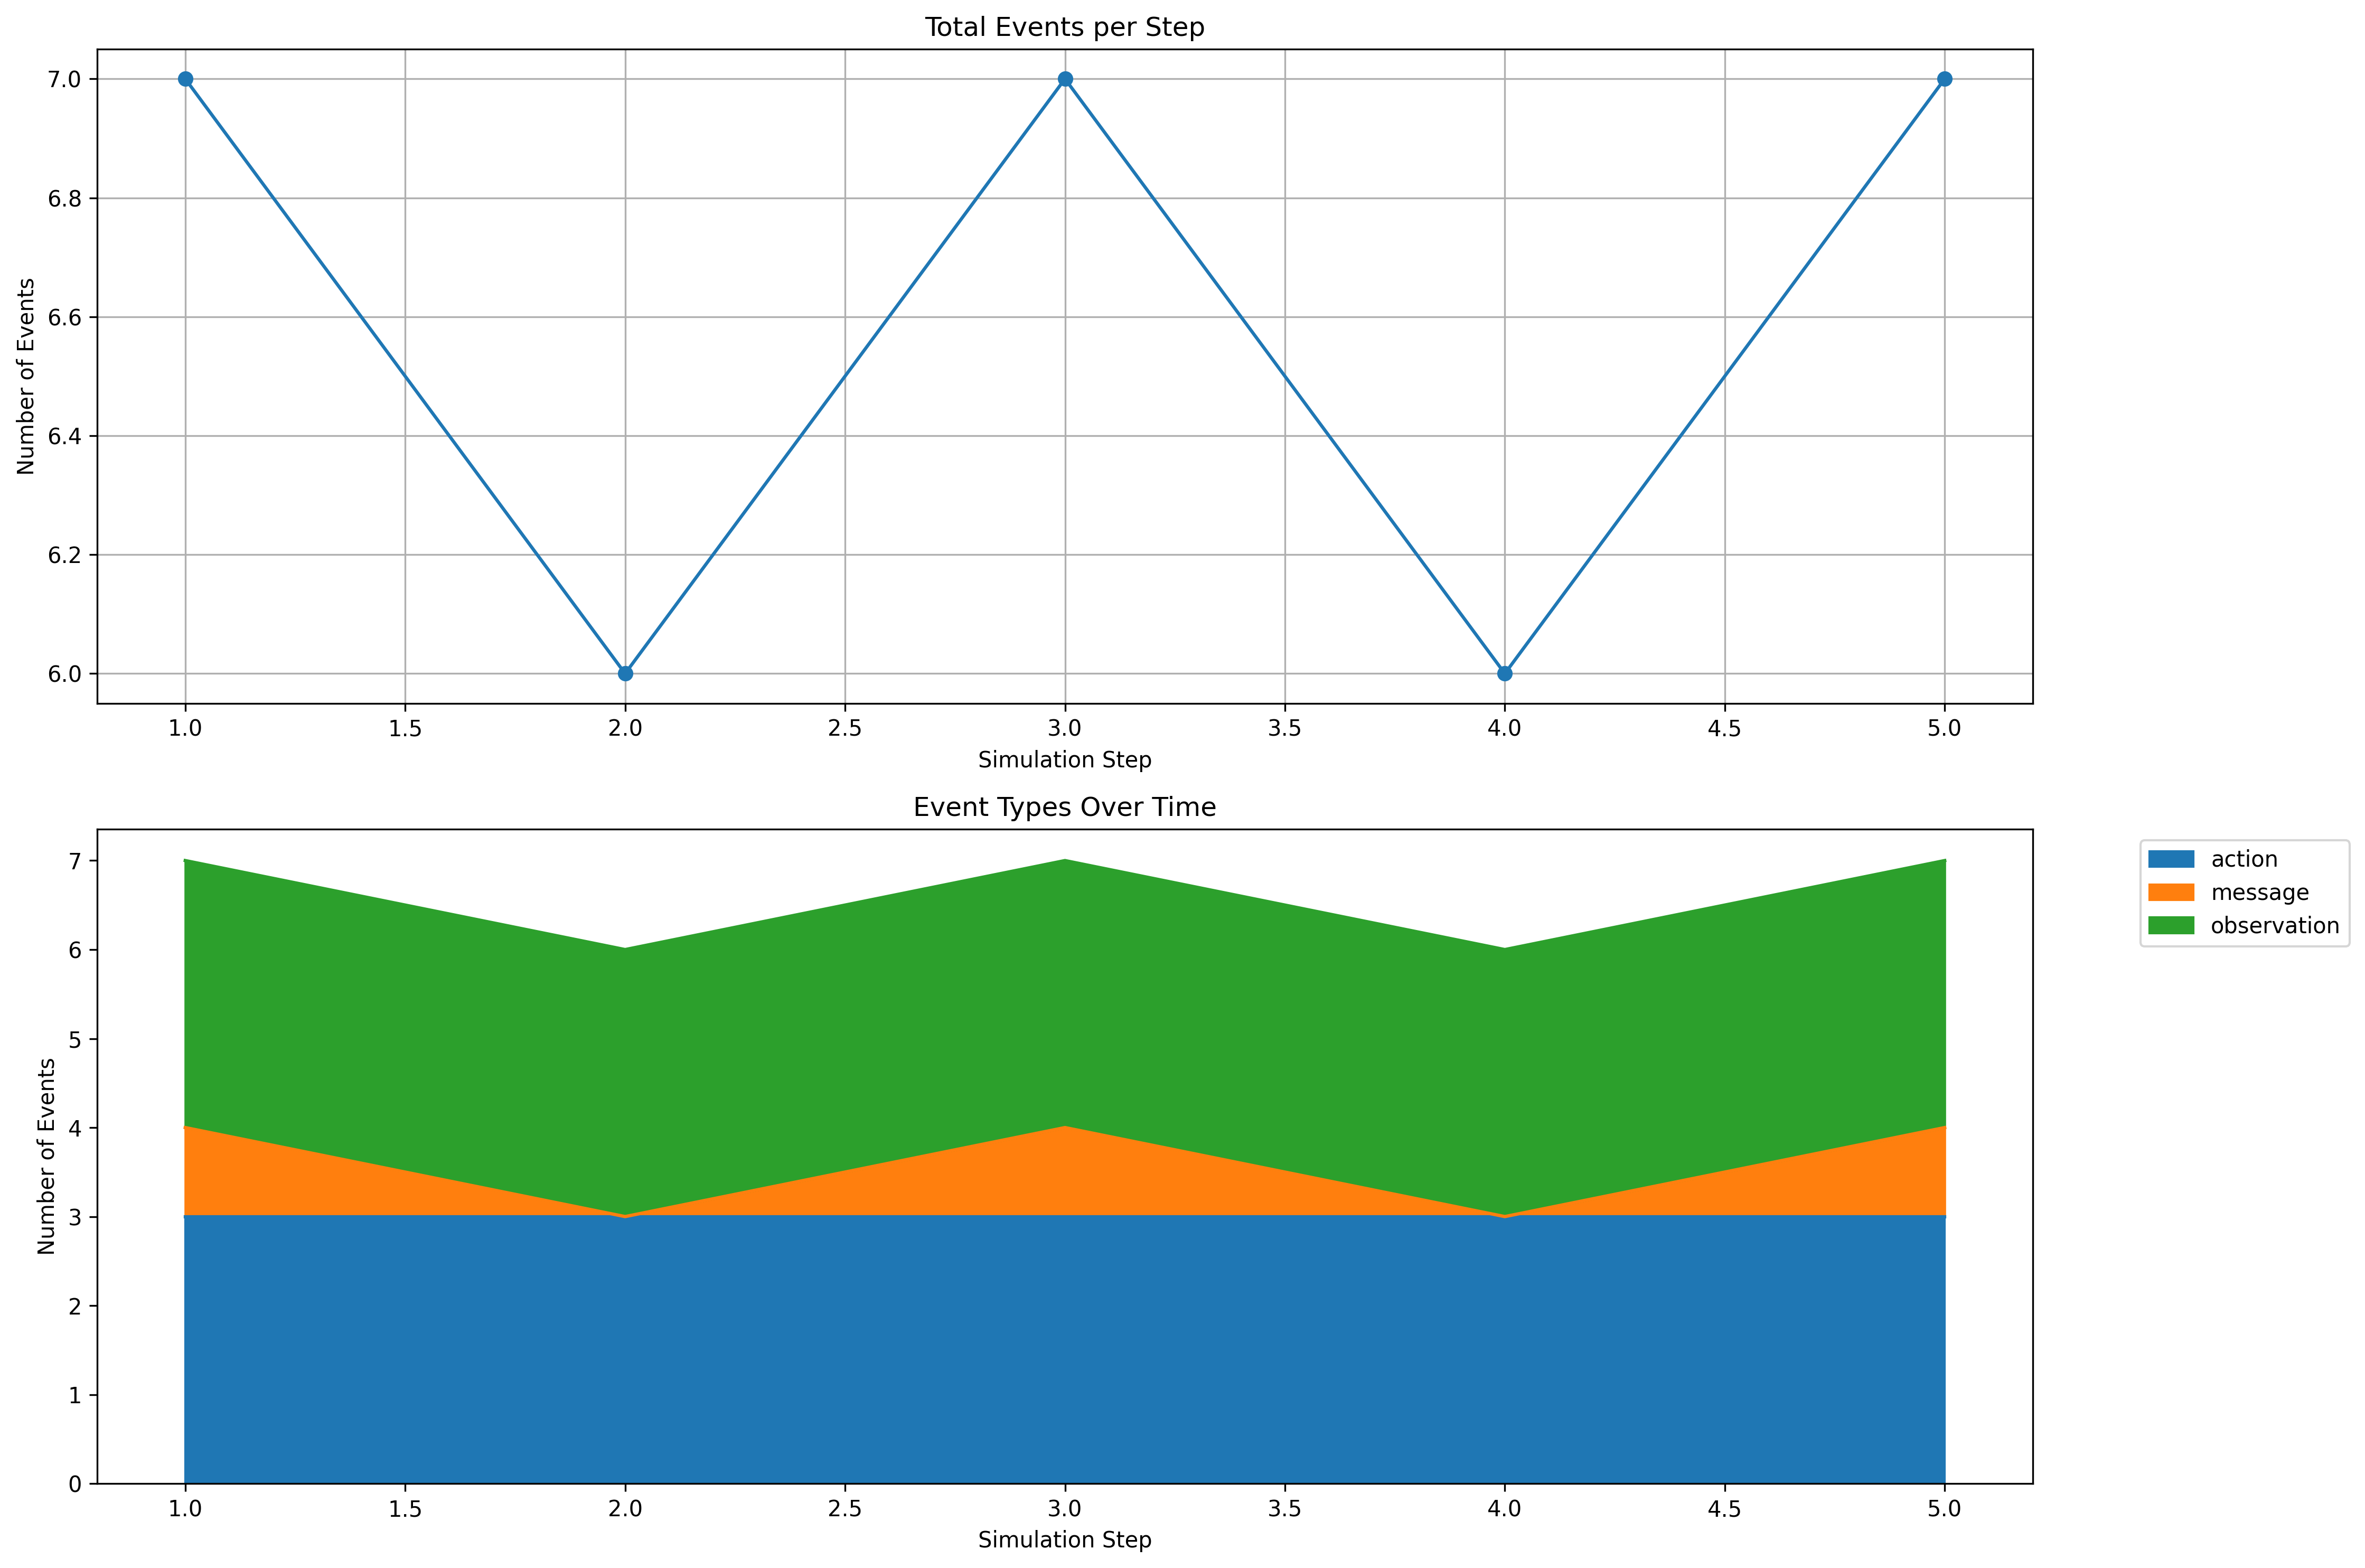 Total Events per Step
Number of Events
7.0
6.8
6.6
6.4
6.2
6.0
1.0 1.5 2.0 2.5 3.0 3.5 4.0 4.5 5.0
Simulation Step
Event Types Over Time
Number of Events
7
6
5
4
3
2
1
0
1.0 1.5 2.0 2.5 3.0 3.5 4.0 4.5 5.0
Simulation Step
action
message
observation